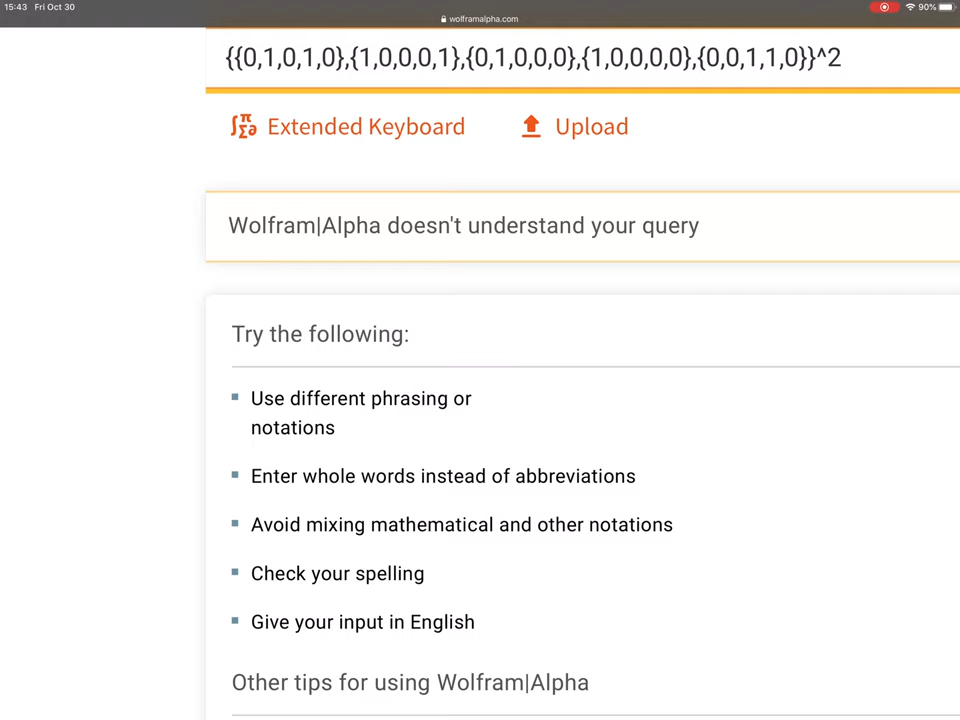 15:43 Fri Oct 30
90%
wolframalpha.com
{{0,1,0,1,0},{1,0,0,0,1},{0,1,0,0,0},{1,0,0,0,0},{0,0,1,1,0}}^2
Extended Keyboard Upload
Wolfram|Alpha doesn't understand your query
Try the following:
Use different phrasing or
notations
Enter whole words instead of abbreviations
Avoid mixing mathematical and other notations
Check your spelling
Give your input in English
Other tips for using Wolfram|Alpha